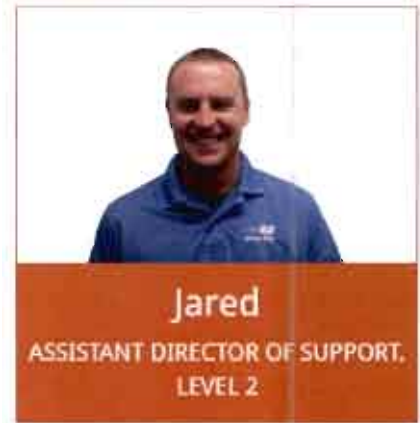 Jared
ASSISTANT DIRECTOR OF SUPPORT,
LEVEL 2